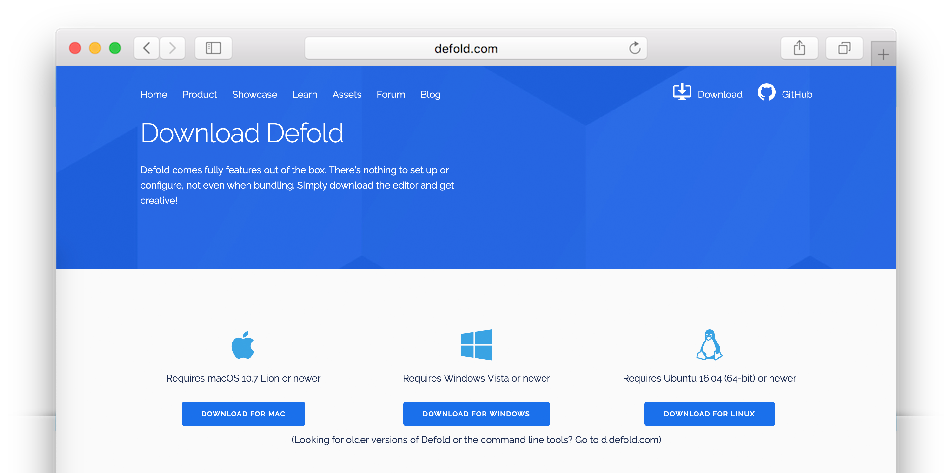 defold.com
Home Product Showcase Learn Assets Forum Blog Download GitHub
Download Defold
Defold comes fully features out of the box. There's nothing to set up or
configure, not even when bundling. Simply download the editor and get
creative!
Requires macOS 10.7 Lion or newer Requires Windows Vista or newer Requires Ubuntu 16.04 (64-bit) or newer
DOWNLOAD FOR MAC DOWNLOAD FOR WINDOWS DOWNLOAD FOR LINUX
(Looking for older versions of Defold or the command line tools? Go to d.defold.com)